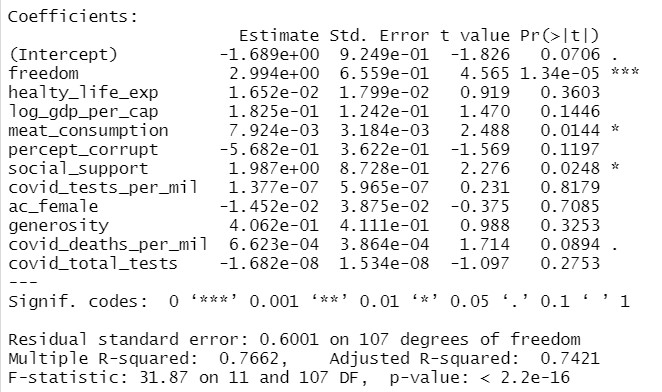 Coefficients:
                     Estimate Std. Error t value Pr(>|t|)
(Intercept)        -1.689e+00  9.249e-01  -1.826   0.0706 .
freedom             2.994e+00  6.559e-01   4.565 1.34e-05 ***
healty_life_exp     1.652e-02  1.799e-02   0.919   0.3603
log_gdp_per_cap     1.825e-01  1.242e-01   1.470   0.1446
meat_consumption    7.924e-03  3.184e-03   2.488   0.0144 *
percept_corrupt    -5.682e-01  3.622e-01  -1.569   0.1197
social_support      1.987e+00  8.728e-01   2.276   0.0248 *
covid_tests_per_mil 1.377e-07  5.965e-07   0.231   0.8179
ac_female          -1.452e-02  3.875e-02  -0.375   0.7085
generosity          4.062e-01  4.111e-01   0.988   0.3253
covid_deaths_per_mil 6.623e-04  3.864e-04   1.714   0.0894 .
covid_total_tests  -1.682e-08  1.534e-08  -1.097   0.2753
---
Signif. codes:  0 ‘***’ 0.001 ‘**’ 0.01 ‘*’ 0.05 ‘.’ 0.1 ‘ ’ 1
Residual standard error: 0.6001 on 107 degrees of freedom
Multiple R-squared:  0.7662,    Adjusted R-squared:  0.7421
F-statistic: 31.87 on 11 and 107 DF,  p-value: < 2.2e-16